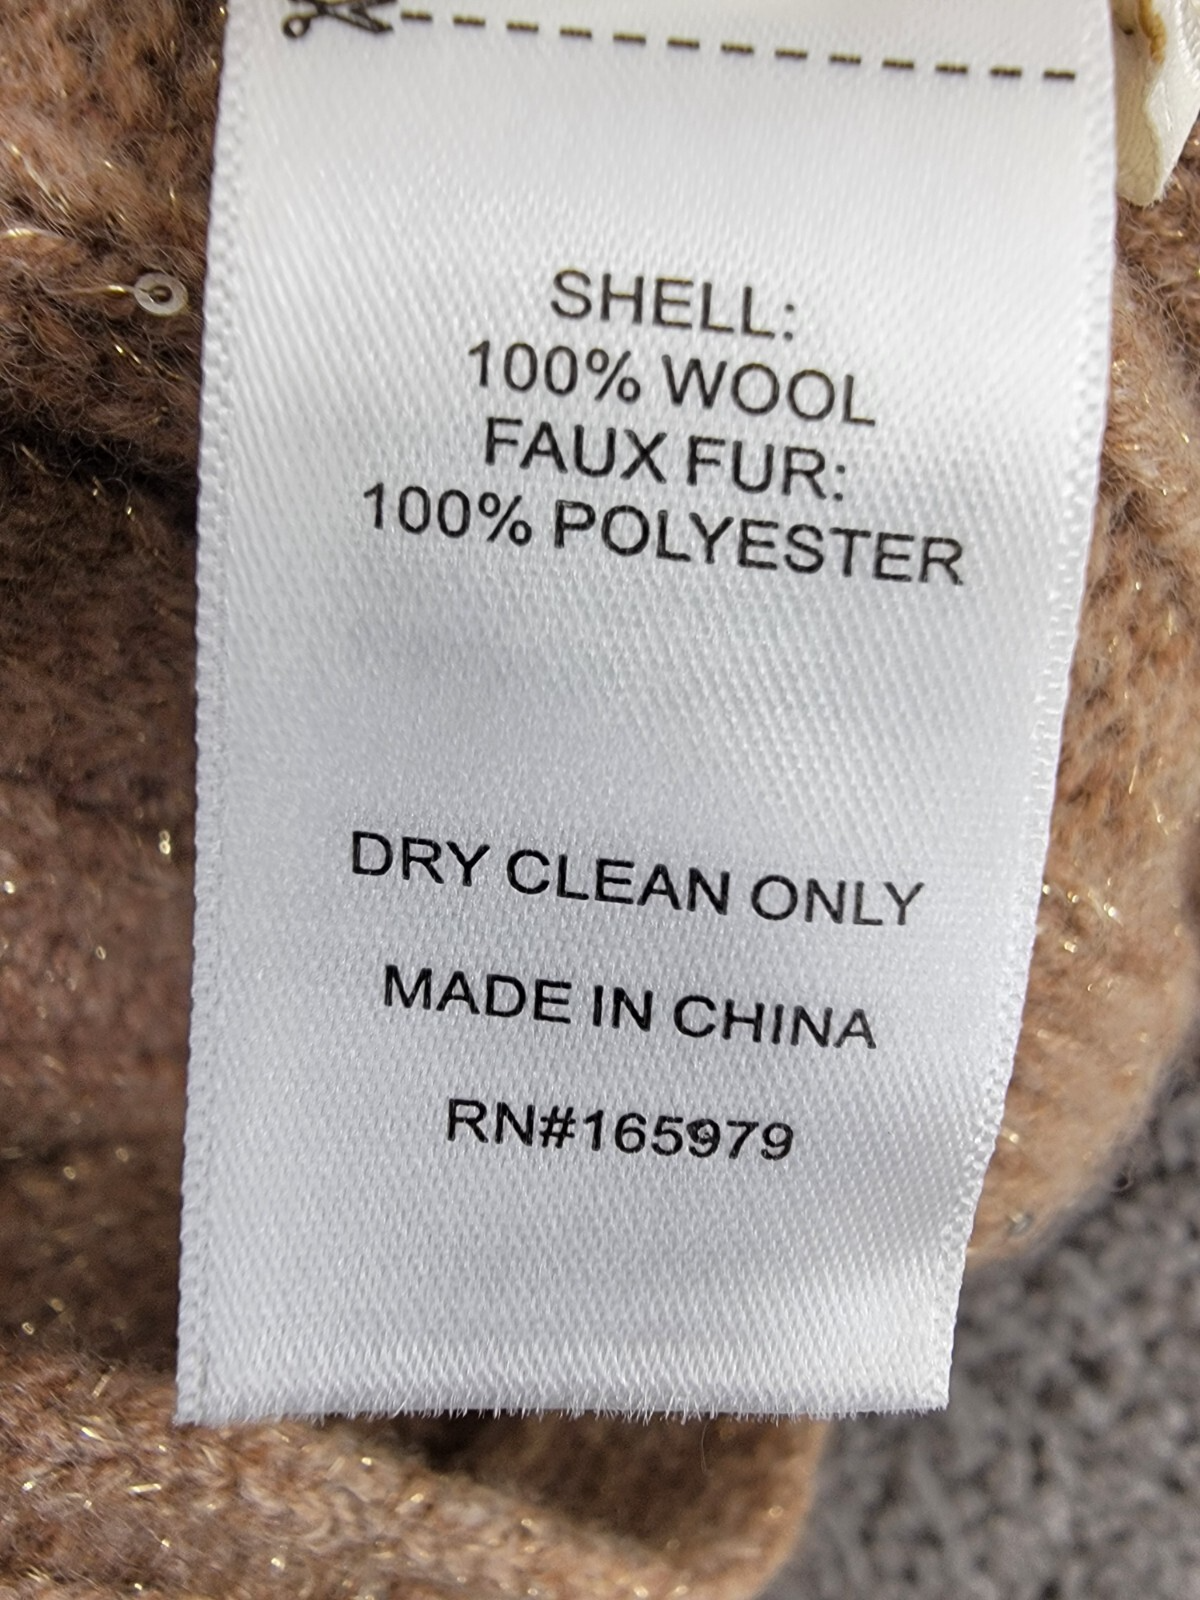 SHELL:
100% WOOL
FAUX FUR:
100% POLYESTER
DRY CLEAN ONLY
MADE IN CHINA
RN#165979